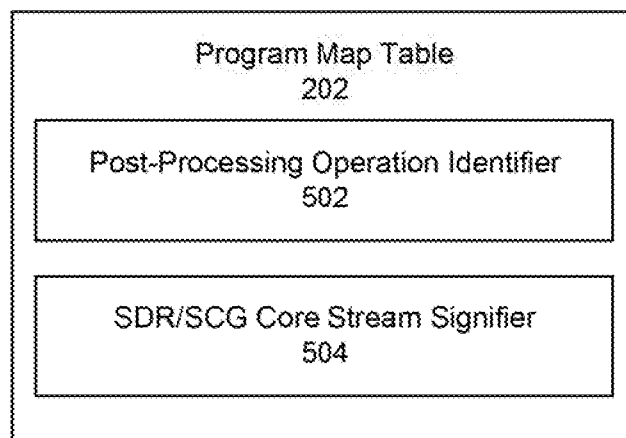 Program Map Table
202
Post-Processing Operation Identifier
502
SDR/SCG Core Stream Signifier
504